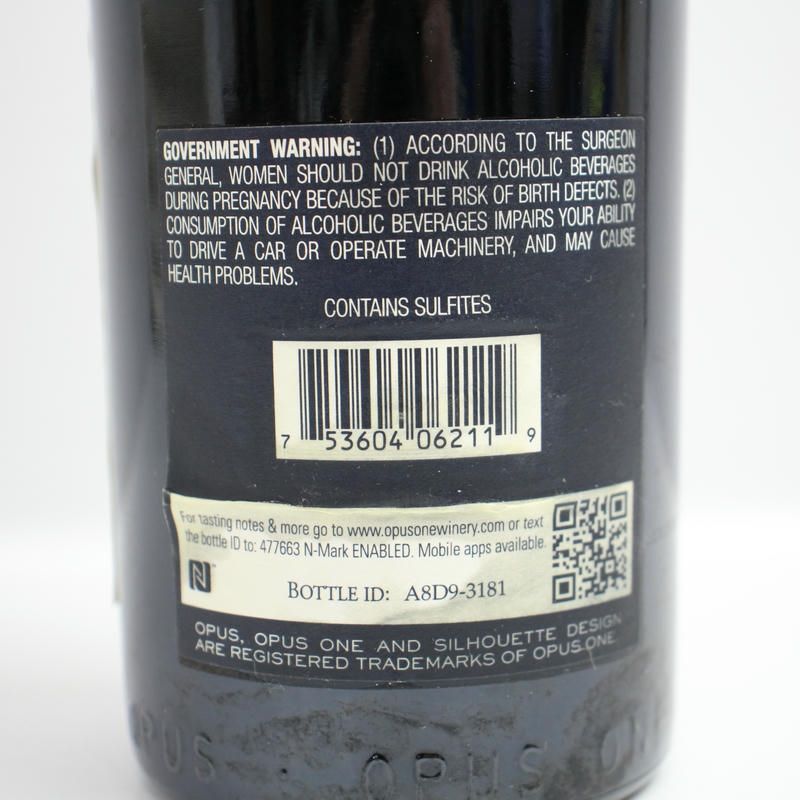 GOVERNMENT WARNING: (1) ACCORDING TO THE SURGEON
GENERAL, WOMEN SHOULD NOT DRINK ALCOHOLIC BEVERAGES
DURING PREGNANCY BECAUSE OF THE RISK OF BIRTH DEFECTS. (2)
CONSUMPTION OF ALCOHOLIC BEVERAGES IMPAIRS YOUR ABILITY
TO DRIVE A CAR OR OPERATE MACHINERY, AND MAY CAUSE
HEALTH PROBLEMS.
CONTAINS SULFITES
7 53604 06211 9
For tasting notes & more go to www.opusonewinery.com or text
the bottle ID to: 477663 N-Mark ENABLED. Mobile apps available.
N™
BOTTLE ID: A8D9-3181
OPUS, OPUS ONE AND SILHOUETTE DESIGN
ARE REGISTERED TRADEMARKS OF OPUS ONE.
OPUS · OPUS ONE